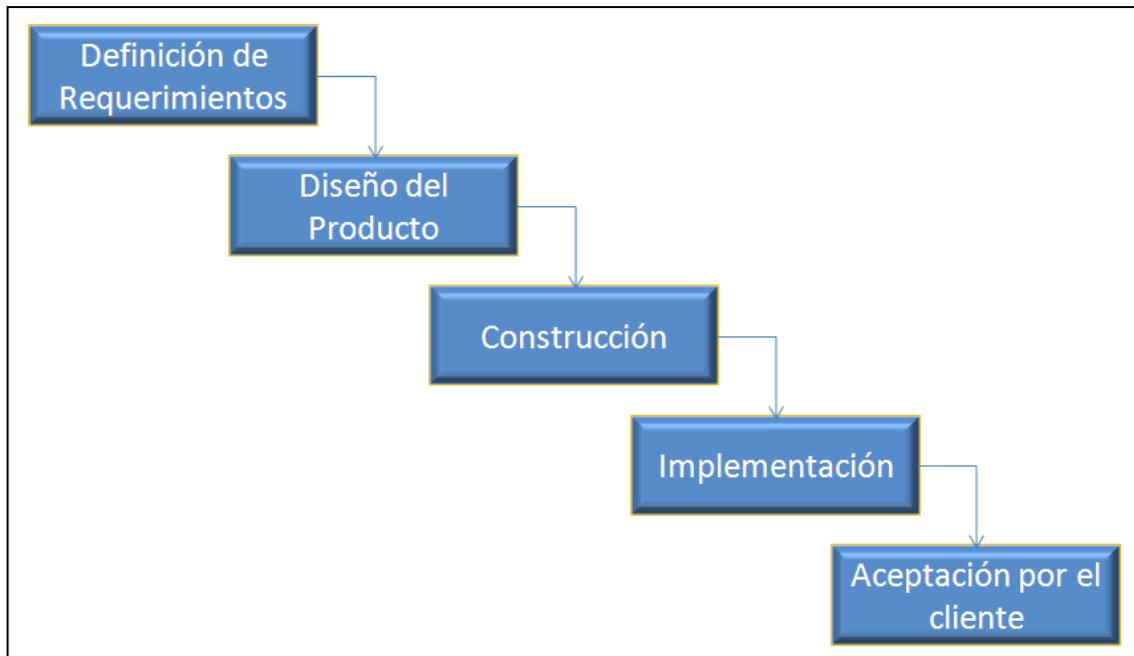 Definición de
Requerimientos
Diseño del
Producto
Construcción
Implementación
Aceptación por el
cliente